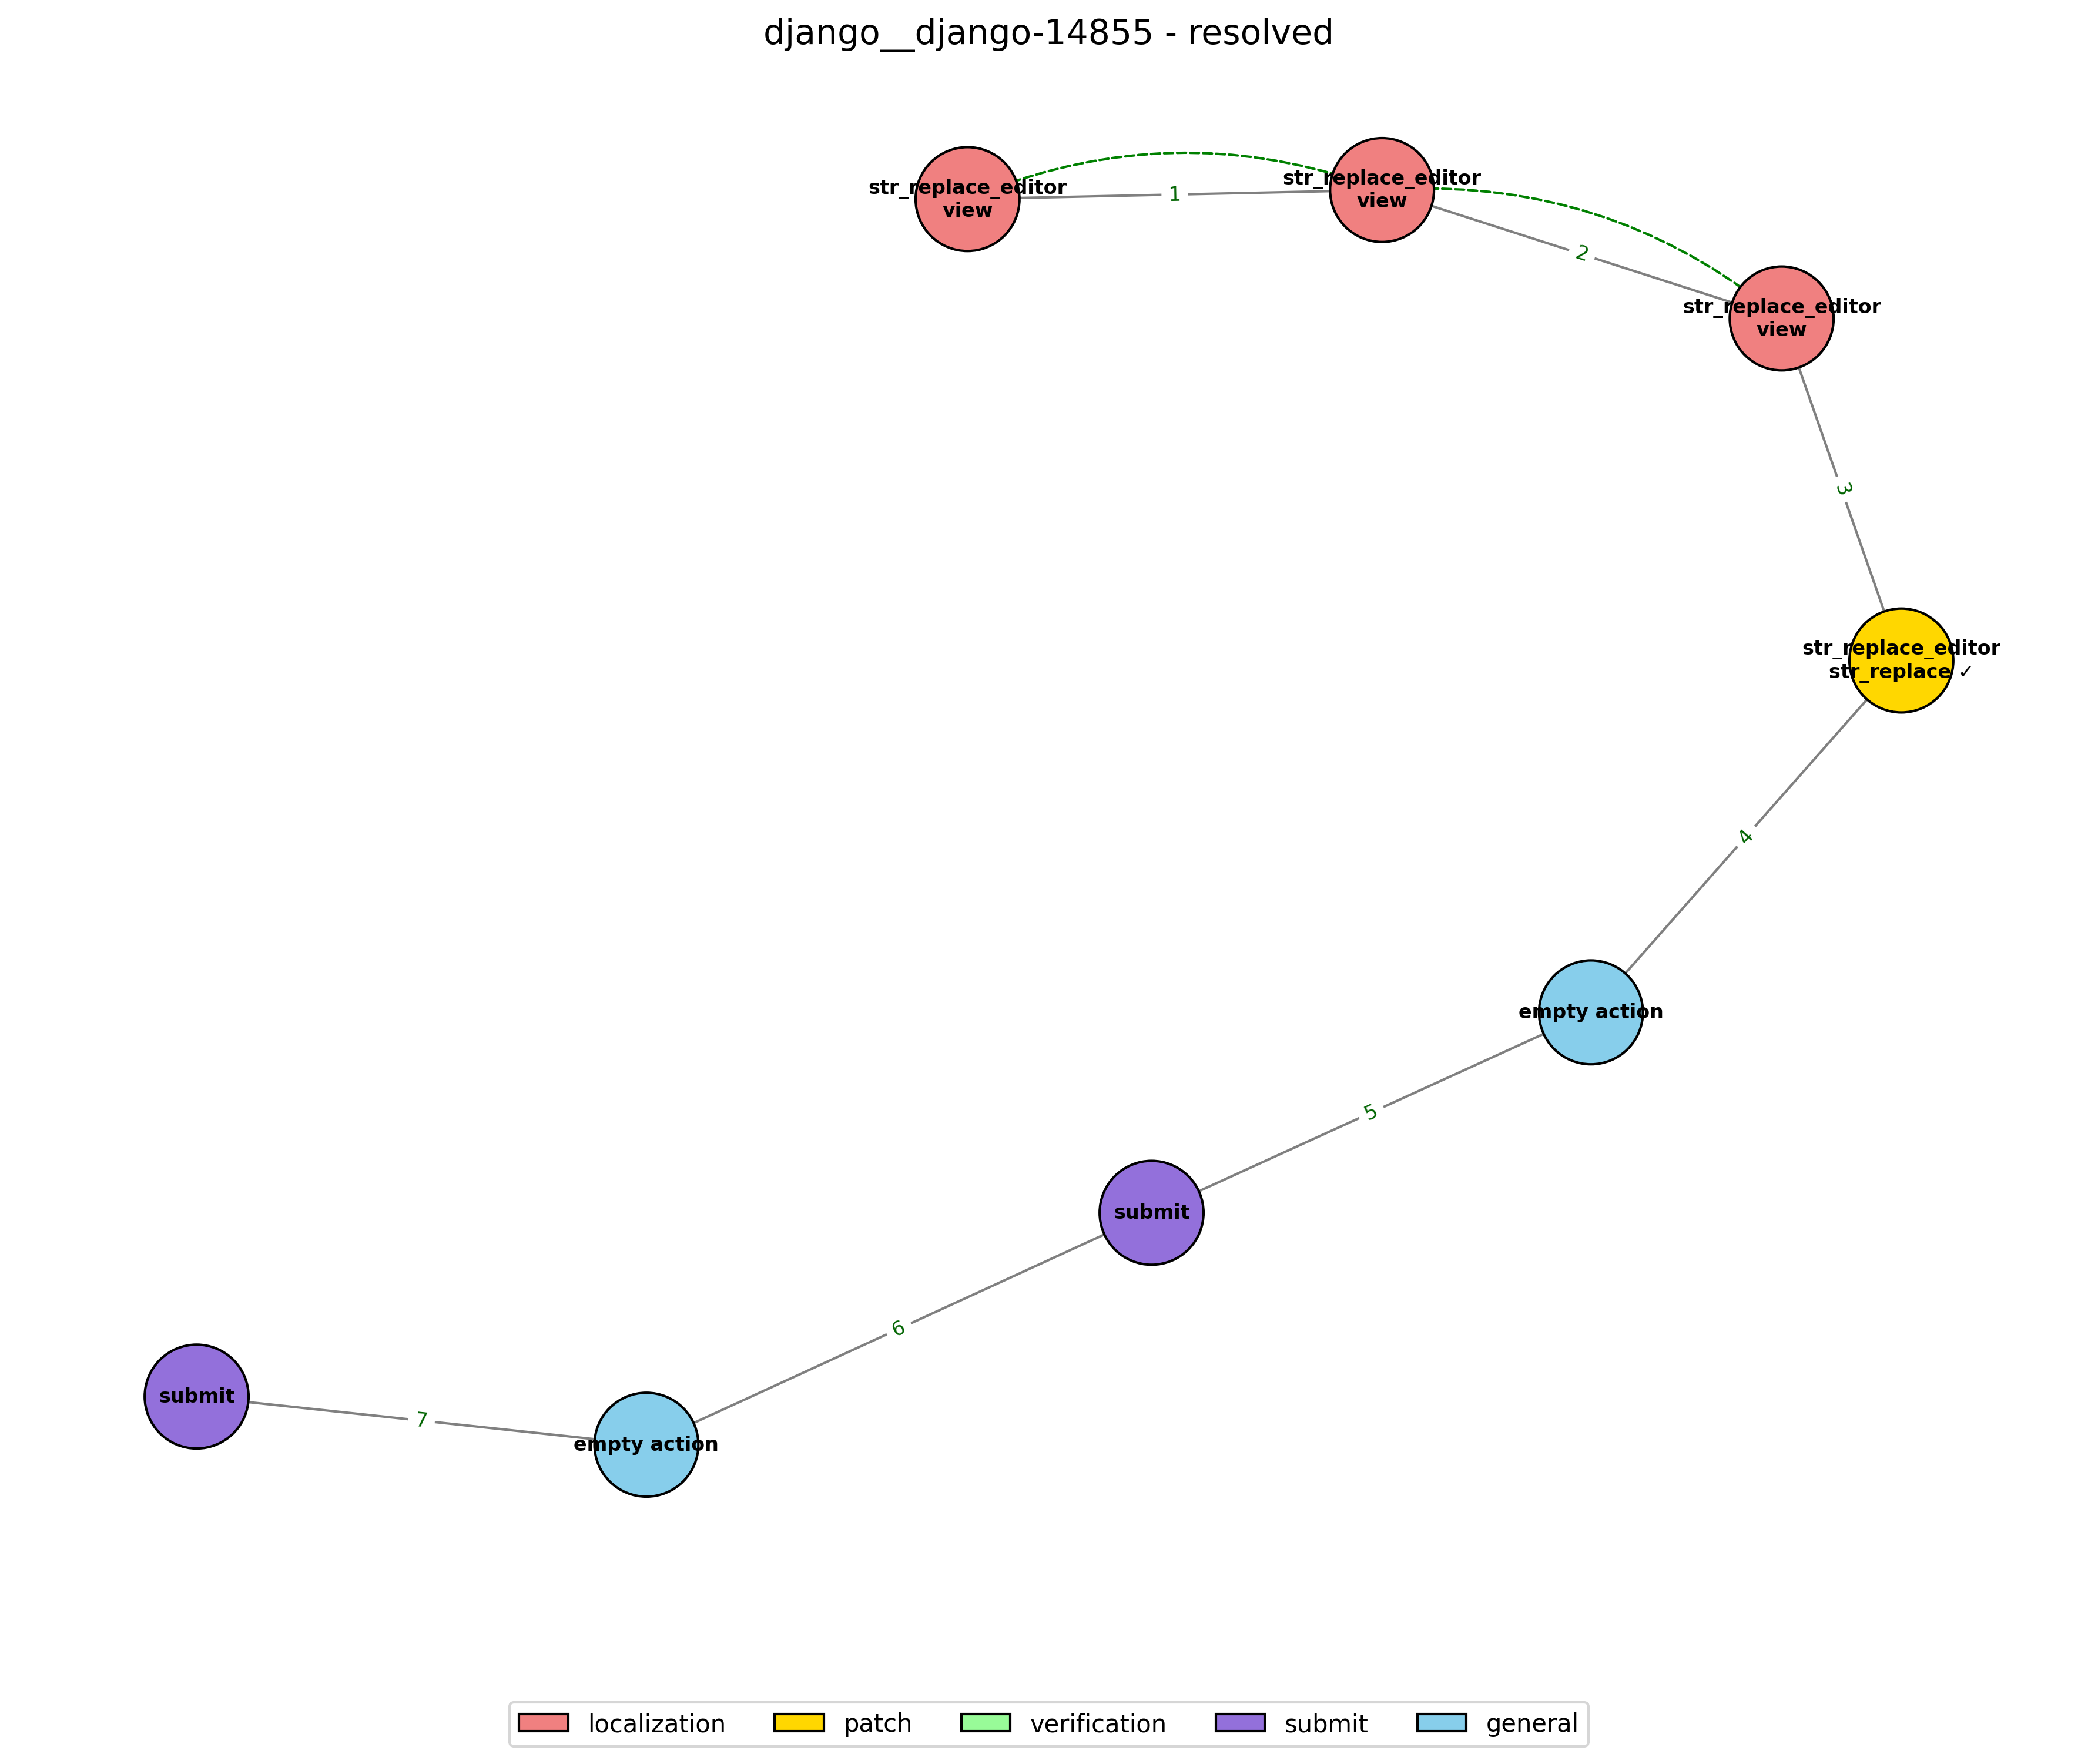 django__django-14855 - resolved
str_replace_editor
view
1
str_replace_editor
view
2
str_replace_editor
view
3
str_replace_editor
str_replace ✓
4
empty action
5
submit
6
empty action
7
submit
localization
patch
verification
submit
general